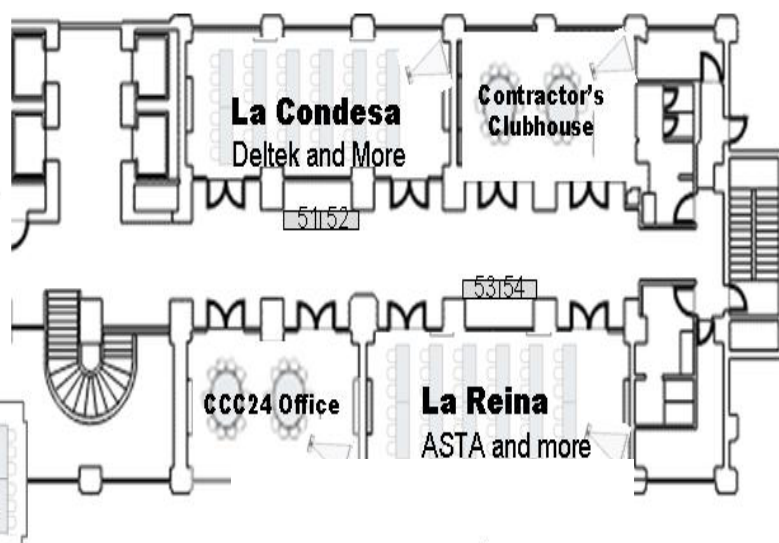 La Condesa
Deltek and More
Contractor's
Clubhouse
51 52
53 54
CCC24 Office
La Reina
ASTA and more